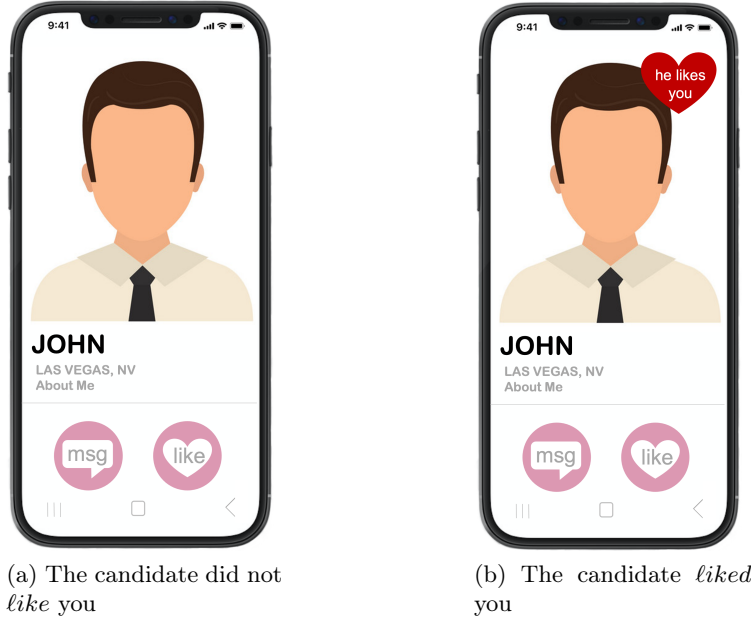 9:41
JOHN
LAS VEGAS, NV
About Me
msg
like
(a) The candidate did not
ℓike you
9:41
he likes
you
JOHN
LAS VEGAS, NV
About Me
msg
like
(b) The candidate ℓiked
you